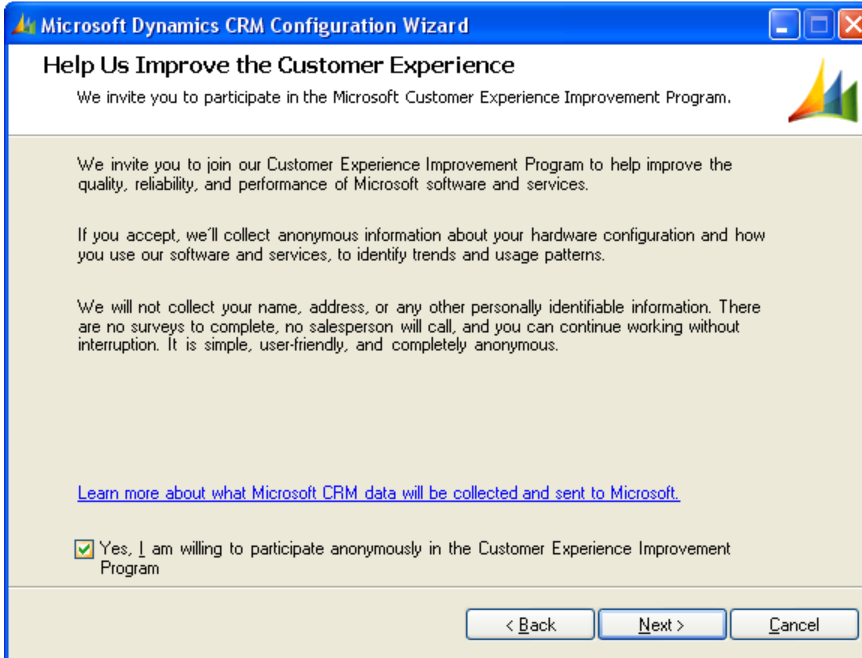 Microsoft Dynamics CRM Configuration Wizard
Help Us Improve the Customer Experience
We invite you to participate in the Microsoft Customer Experience Improvement Program.
We invite you to join our Customer Experience Improvement Program to help improve the
quality, reliability, and performance of Microsoft software and services.
If you accept, we'll collect anonymous information about your hardware configuration and how
you use our software and services, to identify trends and usage patterns.
We will not collect your name, address, or any other personally identifiable information. There
are no surveys to complete, no salesperson will call, and you can continue working without
interruption. It is simple, user-friendly, and completely anonymous.
Learn more about what Microsoft CRM data will be collected and sent to Microsoft.
Yes, I am willing to participate anonymously in the Customer Experience Improvement
Program
< Back Next > Cancel